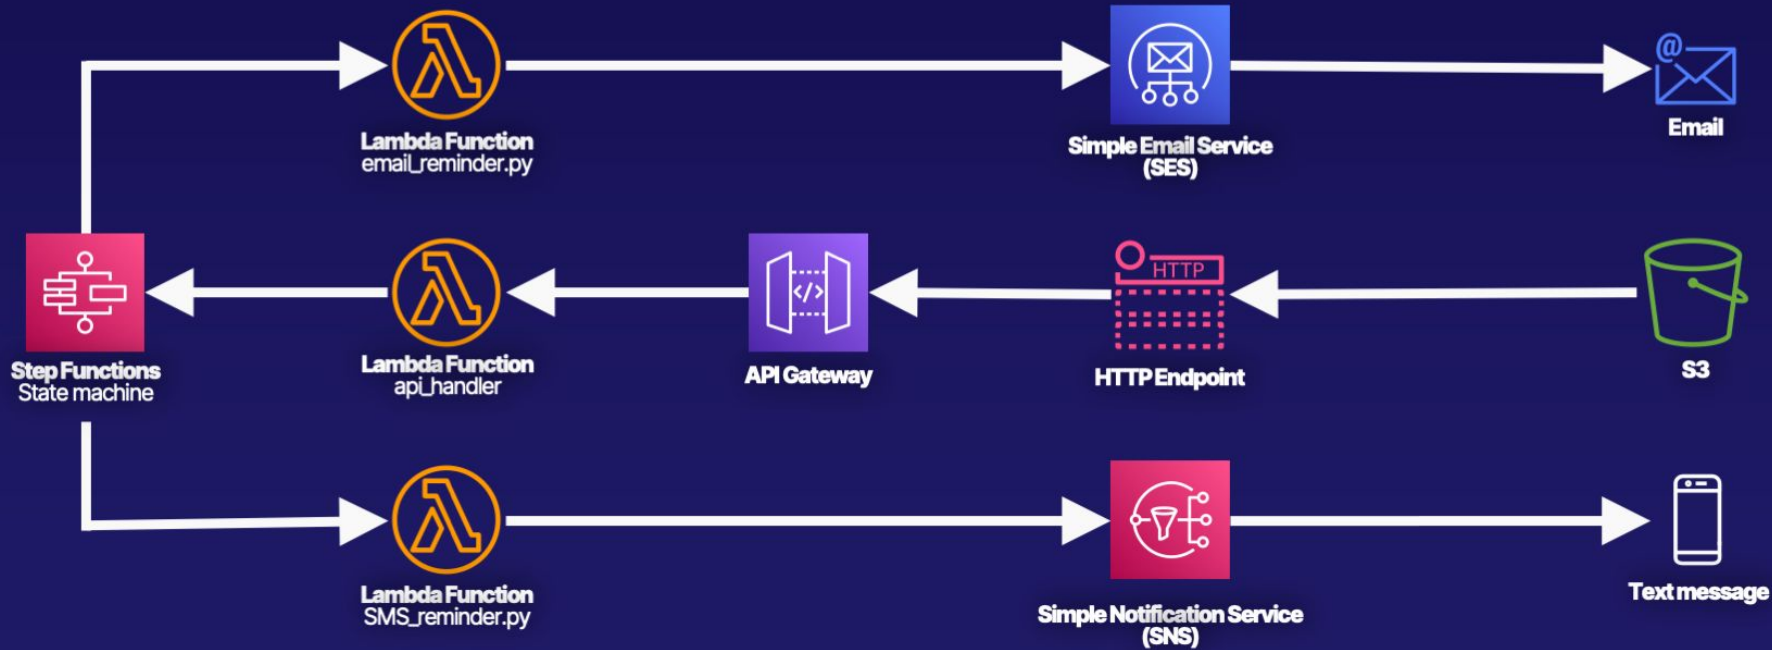 Lambda Function
email_reminder.py
Simple Email Service
(SES)
Email
Step Functions
State machine
Lambda Function
api_handler
</>
API Gateway
HTTP
HTTP Endpoint
S3
Lambda Function
SMS_reminder.py
Simple Notification Service
(SNS)
Text message